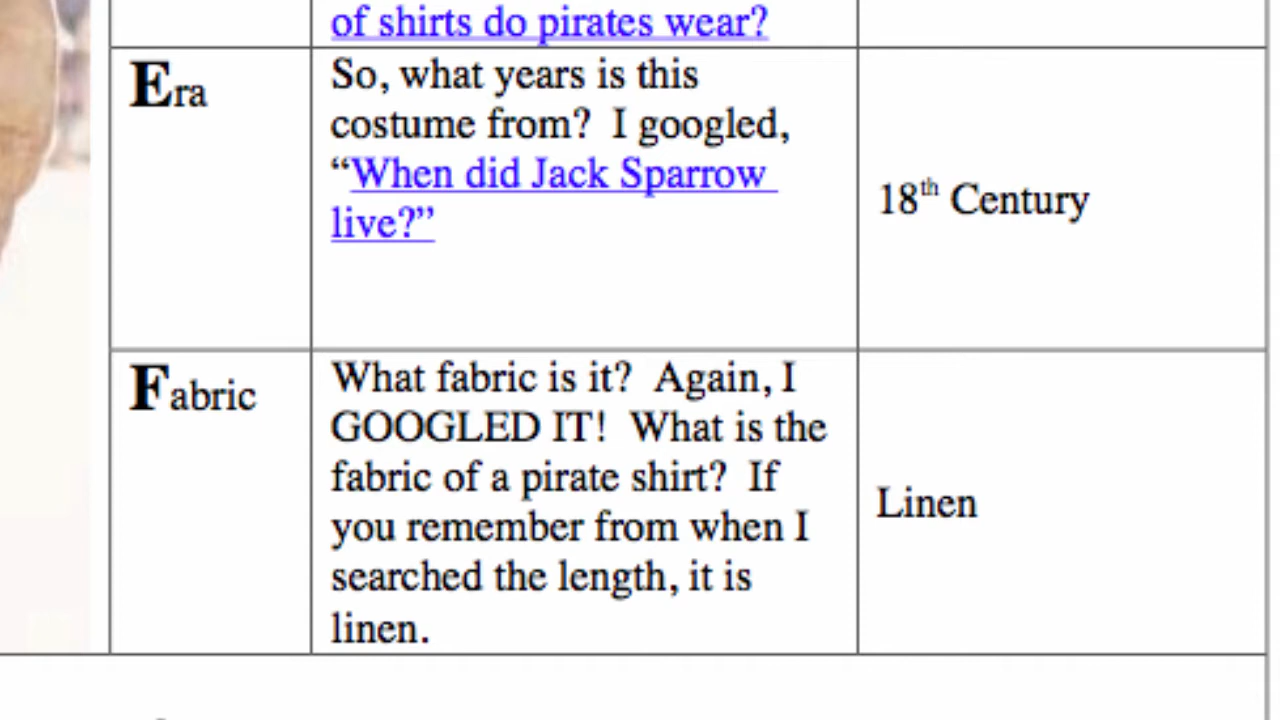 of shirts do pirates wear?
Era
So, what years is this
costume from?  I googled,
“When did Jack Sparrow
live?”
18th Century
Fabric
What fabric is it?  Again, I
GOOGLED IT!  What is the
fabric of a pirate shirt?  If
you remember from when I
searched the length, it is
linen.
Linen